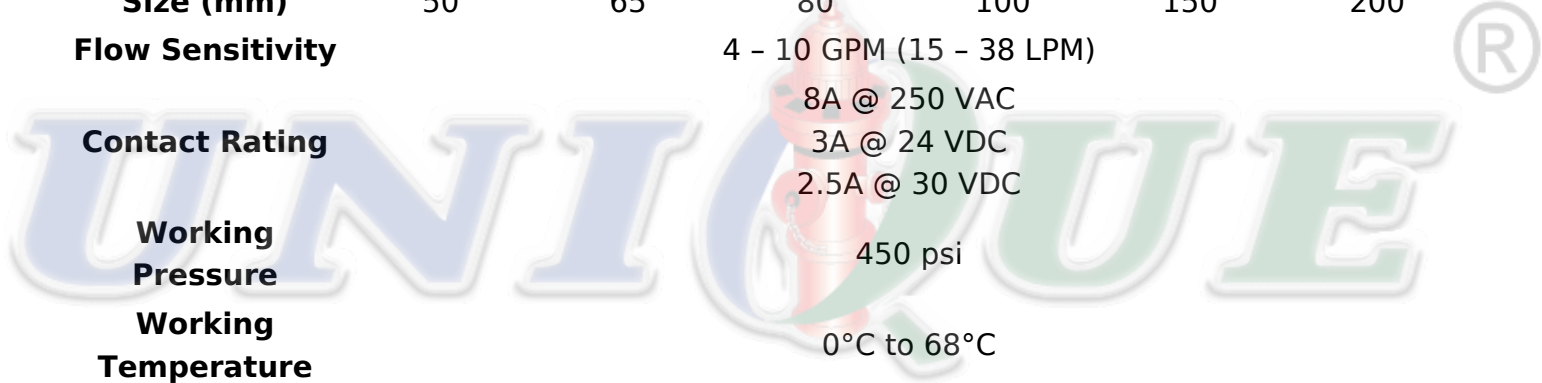 Size (mm) 50 65 80 100 150 200
Flow Sensitivity 4 – 10 GPM (15 – 38 LPM)
8A @ 250 VAC
Contact Rating 3A @ 24 VDC
2.5A @ 30 VDC
Working
Pressure
450 psi
Working
Temperature
0°C to 68°C
UNIQUE
®